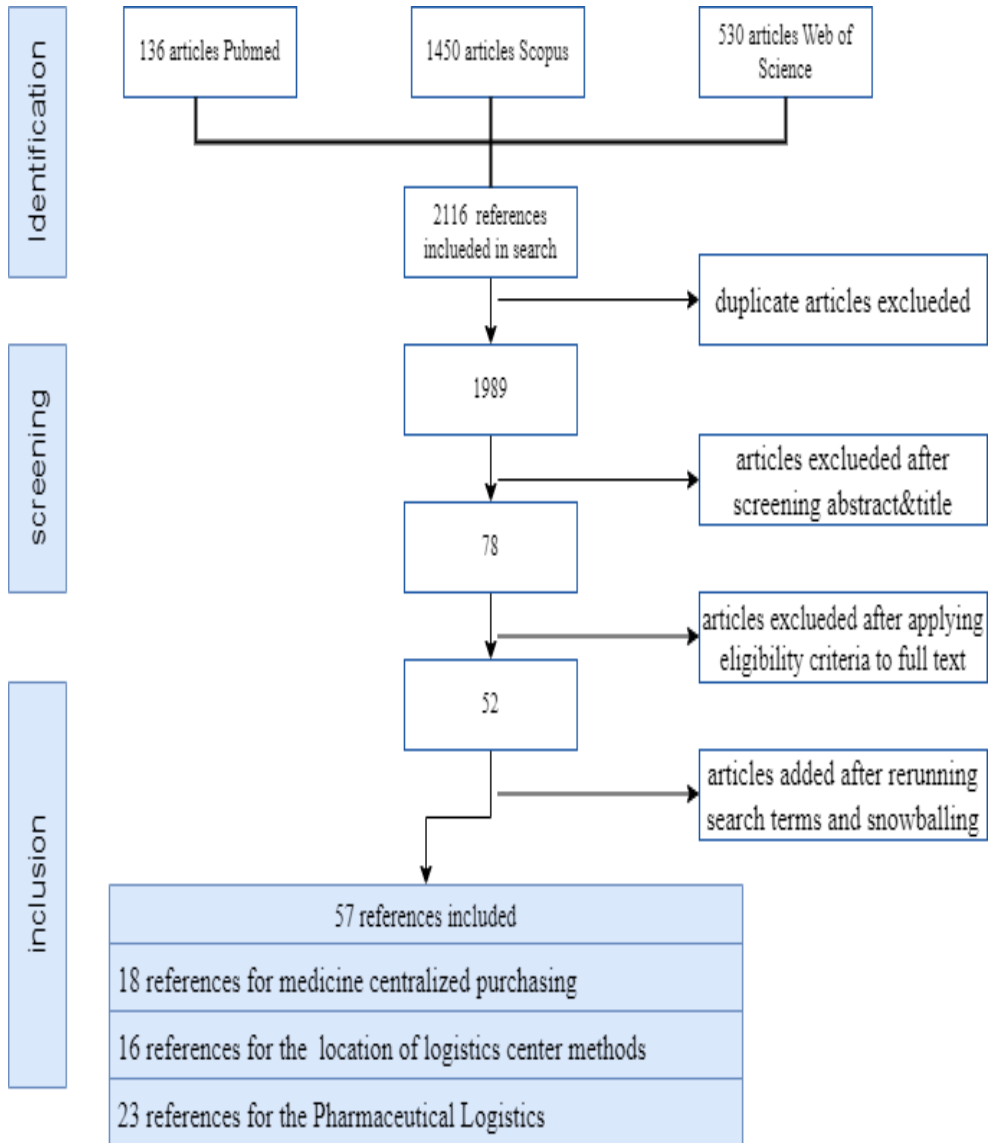 Identification
136 articles Pubmed
1450 articles Scopus
530 articles Web of
Science
2116 references
inclueded in search
duplicate articles exclueded
screening
1989
articles exclueded after
screening abstract&title
78
articles exclueded after applying
eligibility criteria to full text
inclusion
52
articles added after rerunning
search terms and snowballing
57 references included
18 references for medicine centralized purchasing
16 references for the location of logistics center methods
23 references for the Pharmaceutical Logistics